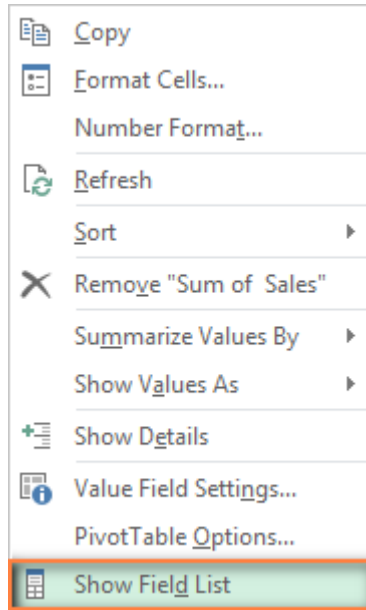 Copy
Format Cells...
Number Format...
Refresh
Sort
Remove "Sum of  Sales"
Summarize Values By
Show Values As
Show Details
Value Field Settings...
PivotTable Options...
Show Field List